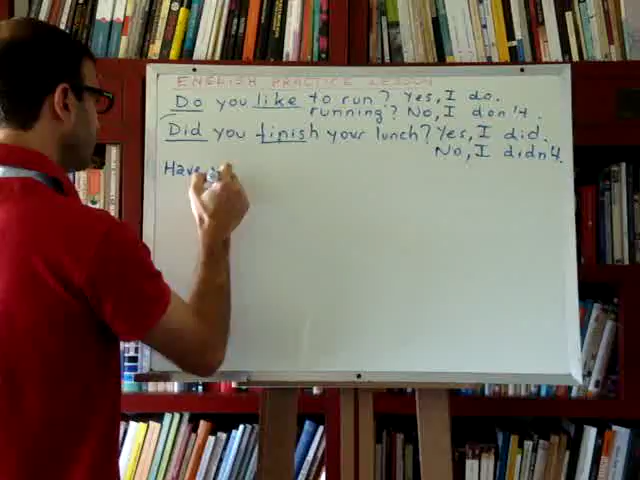 ENGLISH PRACTICE LESSON
Do you like to run? Yes, I do.
running? No, I don't.
Did you finish your lunch? Yes, I did.
No, I didn't.
Have